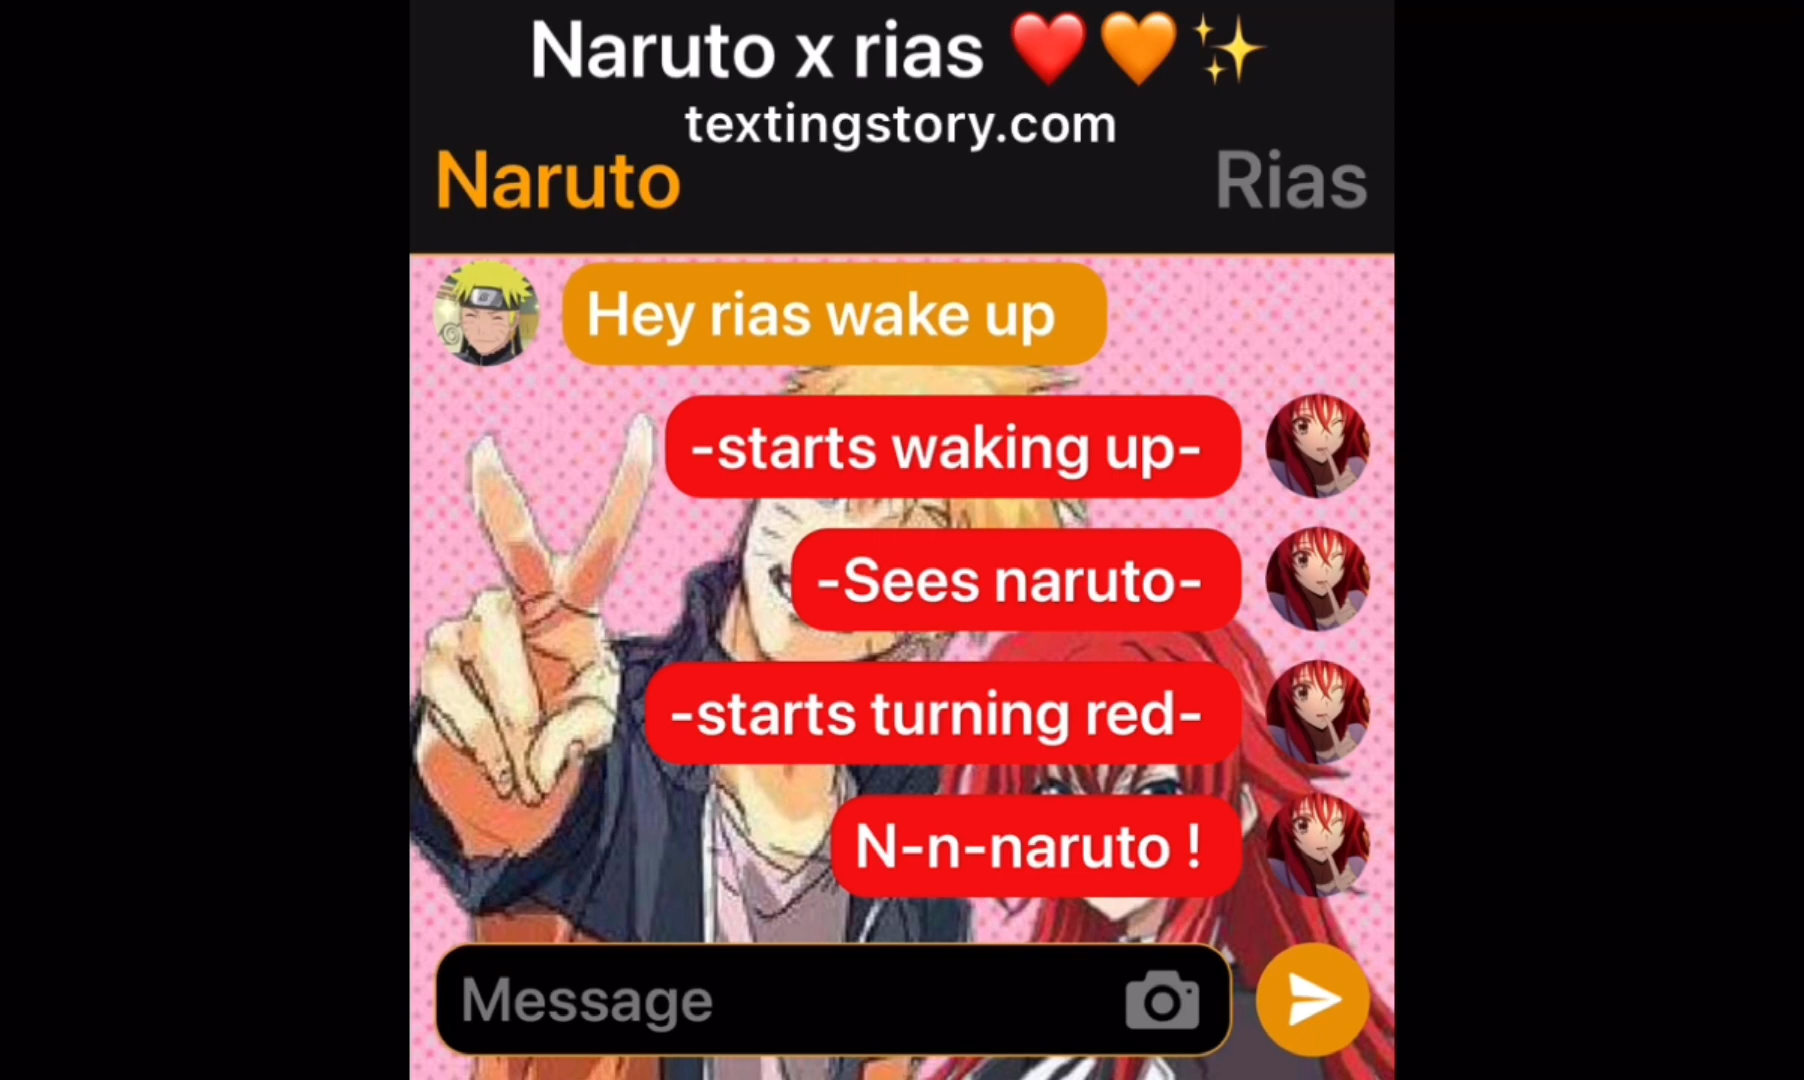 Naruto x rias ❤️🧡✨
textingstory.com
Naruto
Rias
Hey rias wake up
-starts waking up-
-Sees naruto-
-starts turning red-
N-n-naruto !
Message